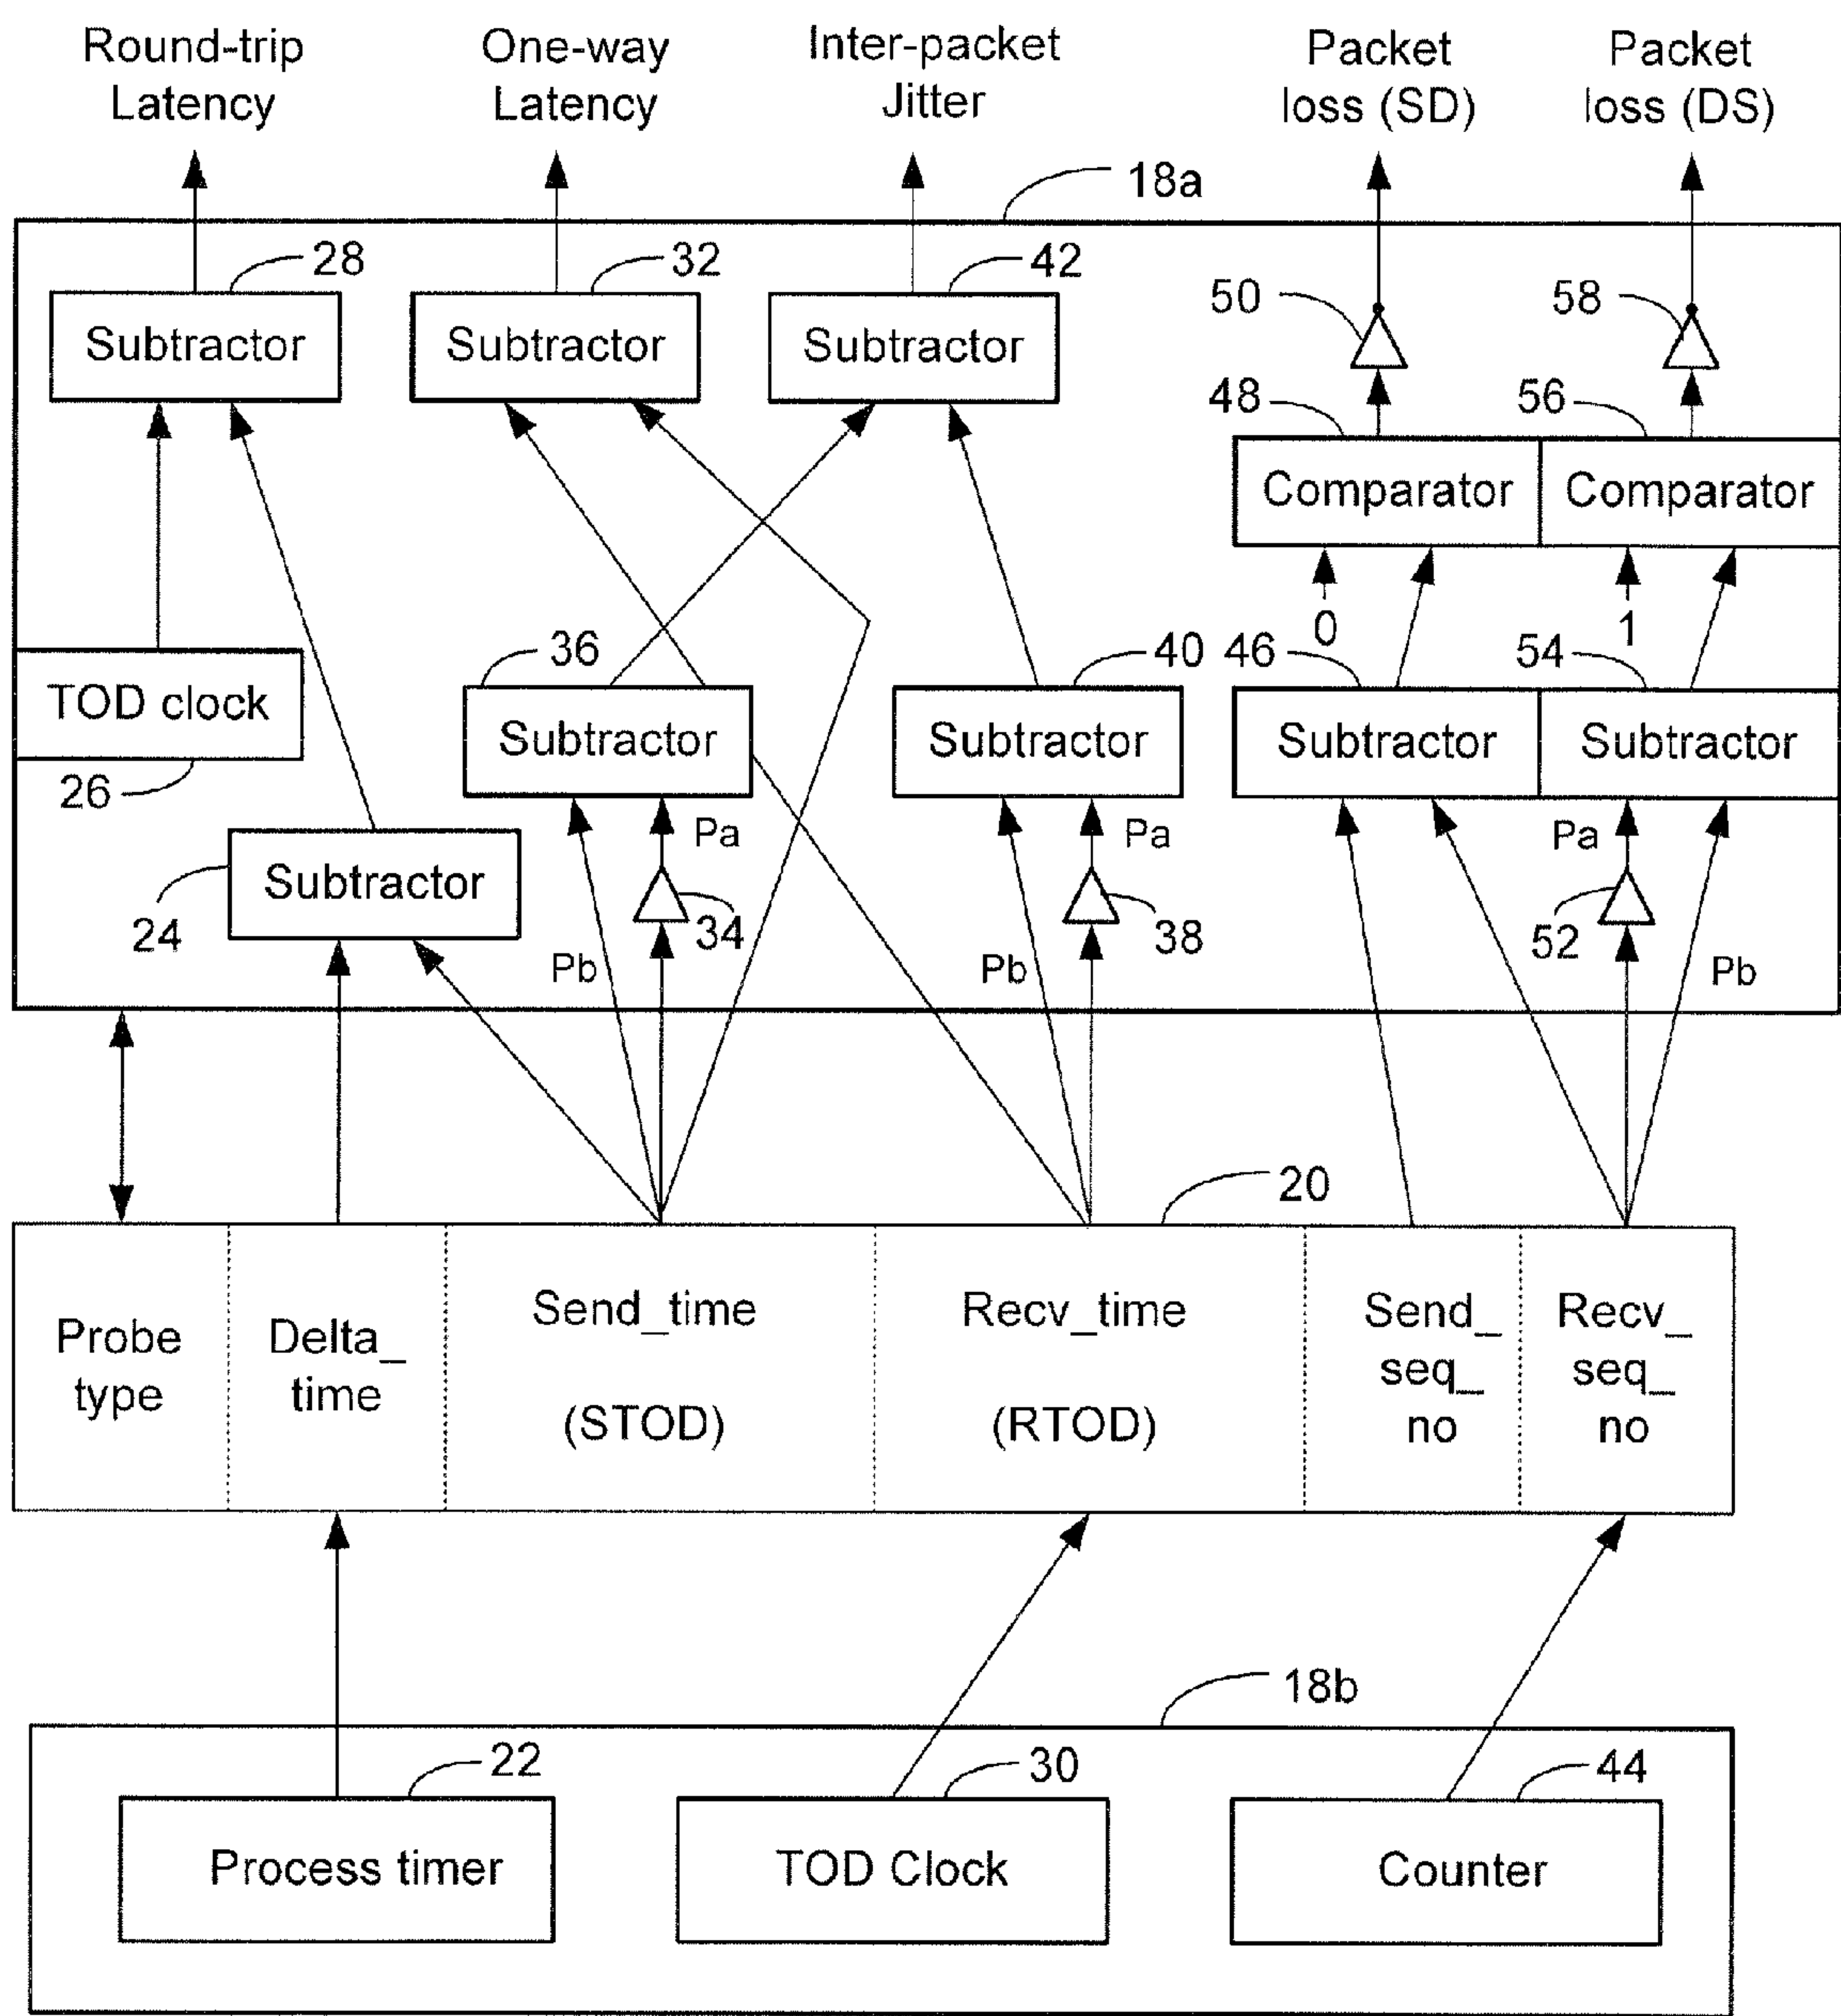 Round-trip
Latency
One-way
Latency
Inter-packet
Jitter
Packet
loss (SD)
Packet
loss (DS)
18a
28
32
42
50
58
Subtractor
Subtractor
Subtractor
48
56
Comparator
Comparator
0
1
36
40
46
54
TOD clock
26
Subtractor
Subtractor
Subtractor
Subtractor
Pa
Pa
Pa
Subtractor
24
34
38
52
Pb
Pb
Pb
20
Probe
type
Delta_
time
Send_time
(STOD)
Recv_time
(RTOD)
Send_
seq_
no
Recv_
seq_
no
18b
22
30
44
Process timer
TOD Clock
Counter